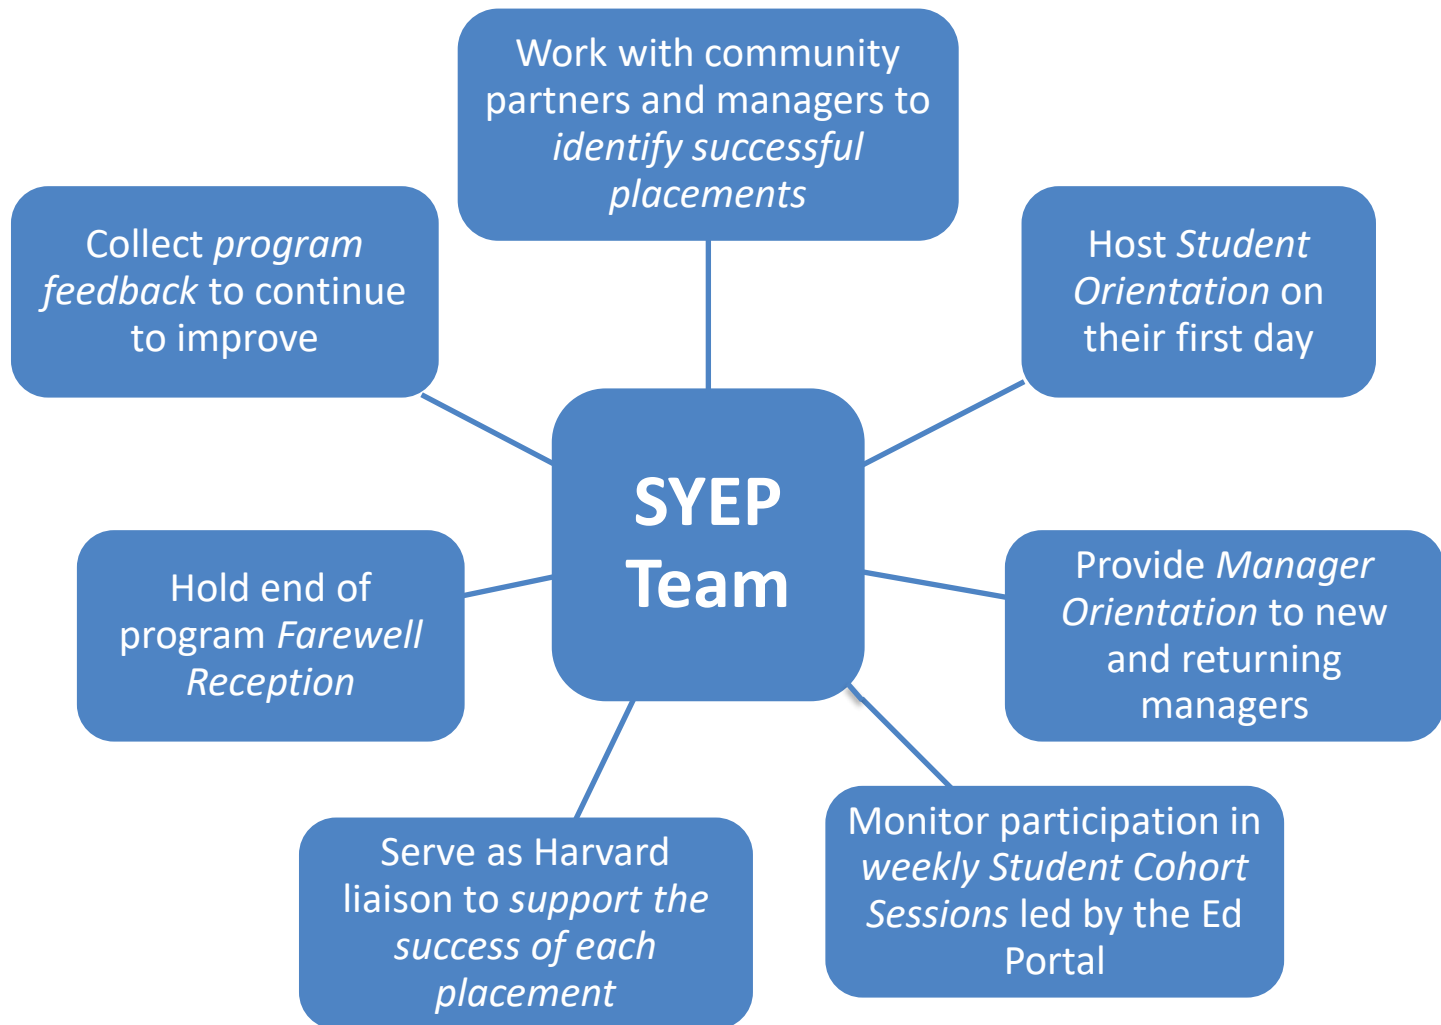 Work with community
partners and managers to
identify successful
placements
Host Student
Orientation on
their first day
Provide Manager
Orientation to new
and returning
managers
Monitor participation in
weekly Student Cohort
Sessions led by the Ed
Portal
Serve as Harvard
liaison to support the
success of each
placement
Hold end of
program Farewell
Reception
Collect program
feedback to continue
to improve
SYEP
Team